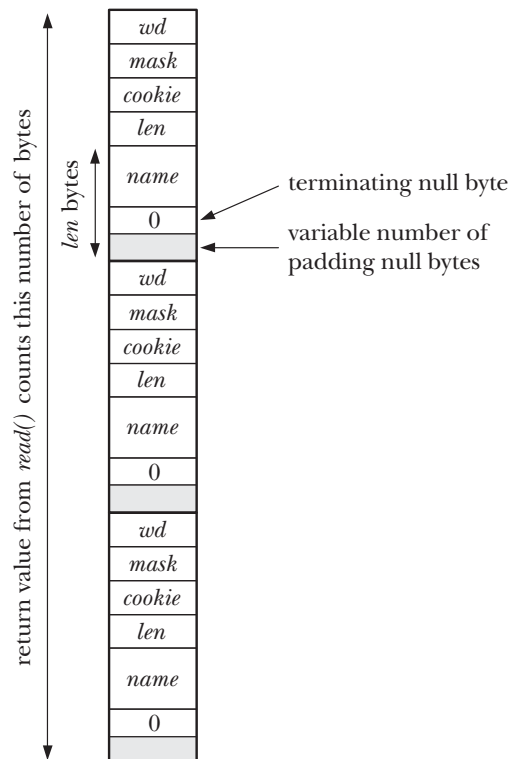 wd
mask
cookie
len
name
0
wd
mask
cookie
len
name
0
wd
mask
cookie
len
name
0
return value from read() counts this number of bytes
len bytes
terminating null byte
variable number of
padding null bytes